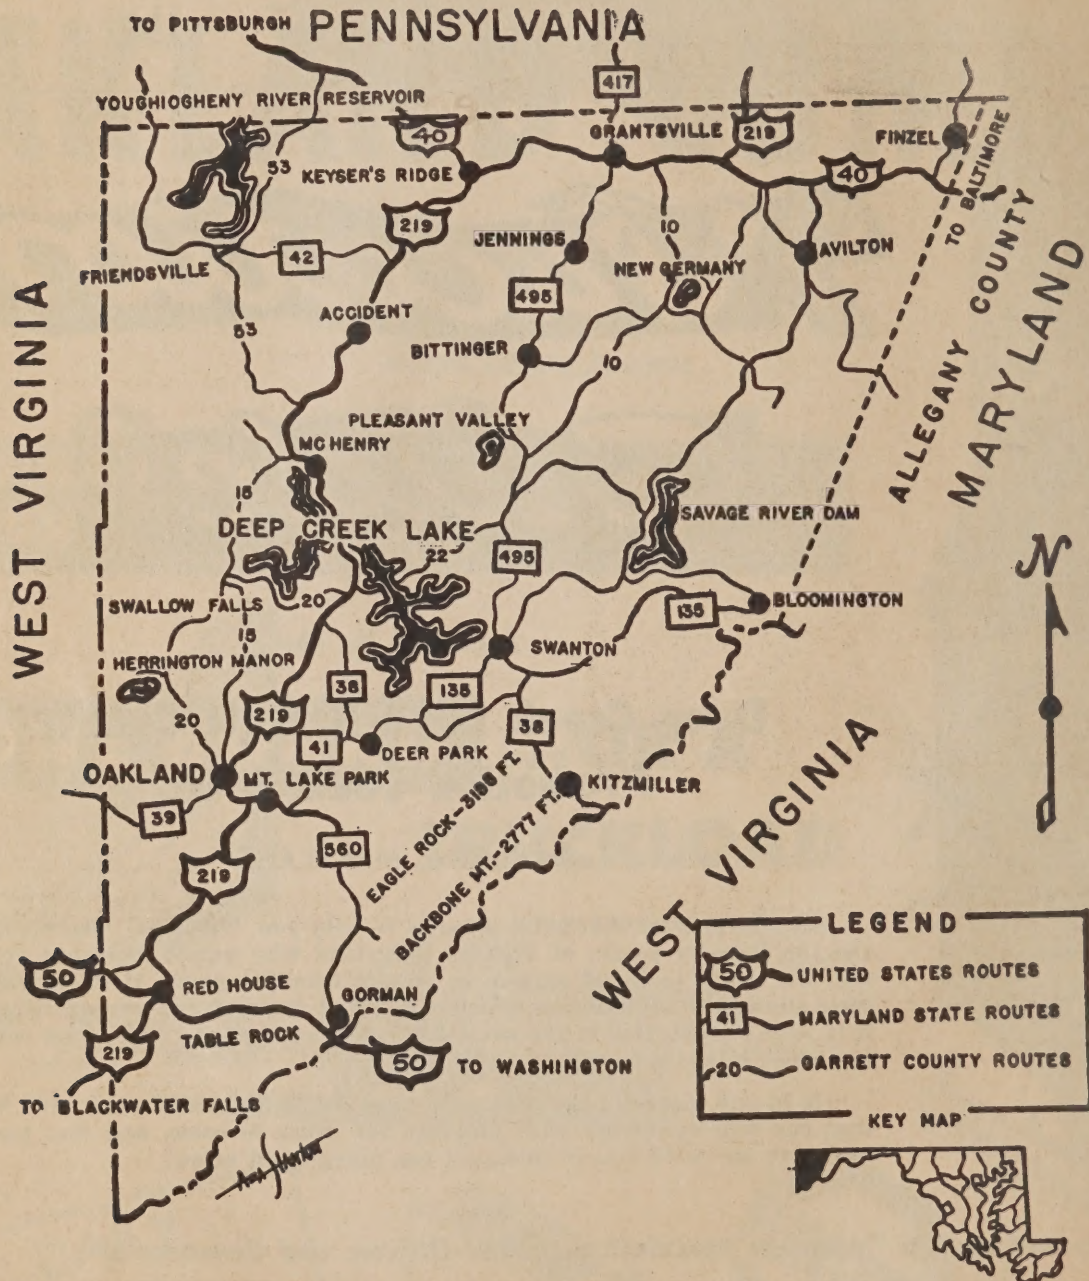 TO PITTSBURGH
PENNSYLVANIA
417
YOUGHIOGHENY RIVER RESERVOIR
40
GRANTSVILLE
219
FINZEL
TO BALTIMORE
53
KEYSER'S RIDGE
40
219
JENNINGS
10
AVILTON
FRIENDSVILLE
42
NEW GERMANY
ALLEGANY COUNTY
MARYLAND
WEST VIRGINIA
495
ACCIDENT
53
BITTINGER
10
PLEASANT VALLEY
MC HENRY
15
SAVAGE RIVER DAM
DEEP CREEK LAKE
22
495
N
SWALLOW FALLS
20
135
BLOOMINGTON
15
SWANTON
HERRINGTON MANOR
38
135
20
219
41
DEER PARK
38
OAKLAND
MT. LAKE PARK
KITZMILLER
39
560
EAGLE ROCK-3188 FT.
BACKBONE MT.-2777 FT.
219
WEST VIRGINIA
50
RED HOUSE
GORMAN
TABLE ROCK
219
50
TO WASHINGTON
TO BLACKWATER FALLS
LEGEND
50 UNITED STATES ROUTES
41 MARYLAND STATE ROUTES
20 GARRETT COUNTY ROUTES
KEY MAP